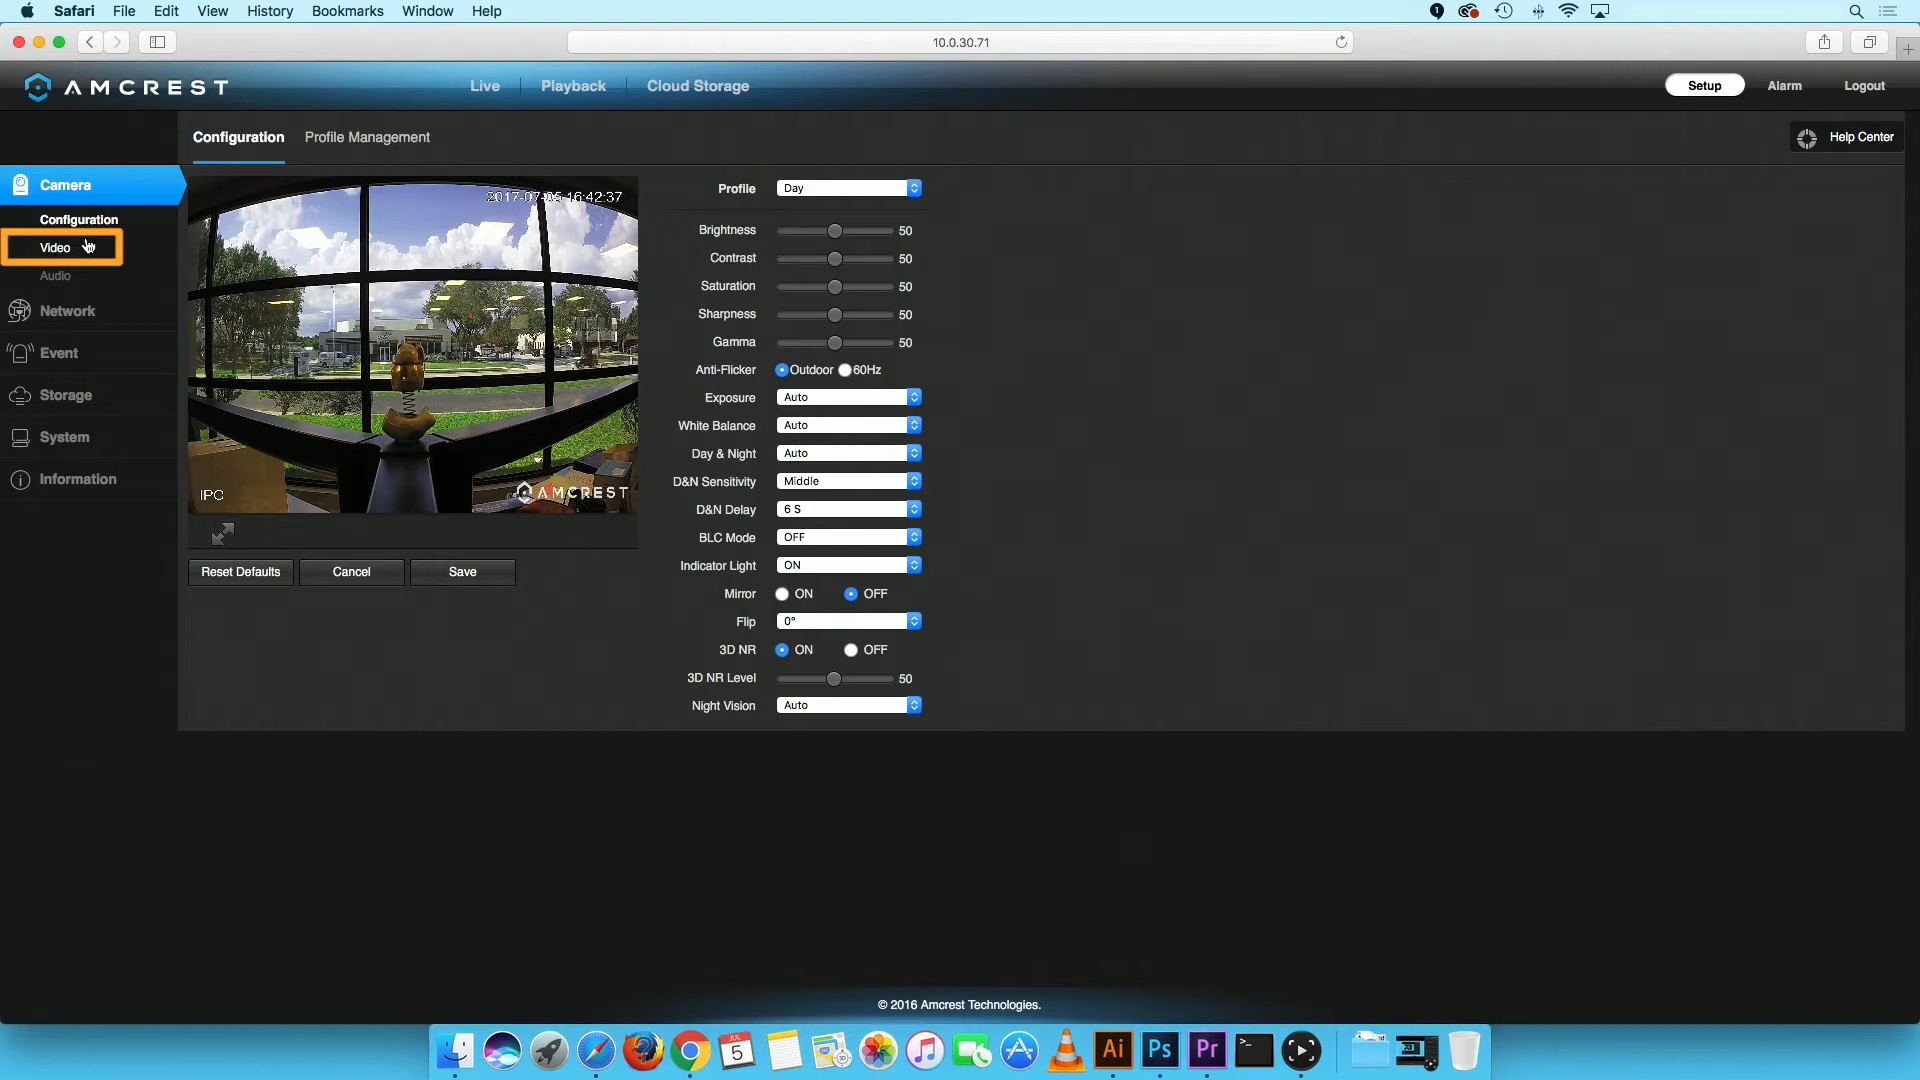 Safari File Edit View History Bookmarks Window Help
10.0.30.71
AMCREST
Live Playback Cloud Storage
Setup Alarm Logout
Configuration Profile Management
Help Center
Camera
Configuration
Video
Audio
Network
Event
Storage
System
Information
2017-07-05 16:42:37
IPC
AMCREST
Reset Defaults Cancel Save
Profile Day
Brightness 50
Contrast 50
Saturation 50
Sharpness 50
Gamma 50
Anti-Flicker Outdoor 60Hz
Exposure Auto
White Balance Auto
Day & Night Auto
D&N Sensitivity Middle
D&N Delay 6 S
BLC Mode OFF
Indicator Light ON
Mirror ON OFF
Flip 0°
3D NR ON OFF
3D NR Level 50
Night Vision Auto
© 2016 Amcrest Technologies.
JUL
5
Ai Ps Pr